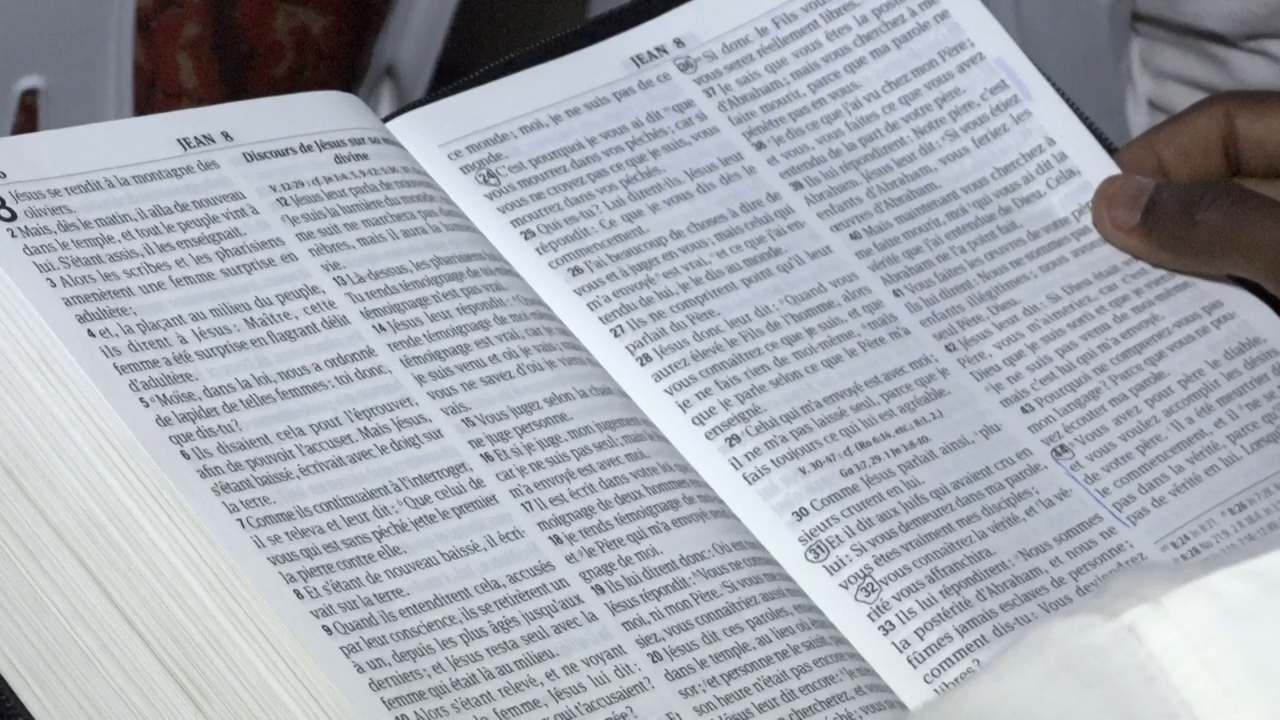 JEAN 8
8 Jésus se rendit à la montagne des
oliviers.
2 Mais, dès le matin, il alla de nouveau
dans le temple, et tout le peuple vint à
lui. S'étant assis, il les enseignait.
3 Alors les scribes et les pharisiens
amenèrent une femme surprise en
adultère;
4 et, la plaçant au milieu du peuple,
ils dirent à Jésus: Maître, cette
femme a été surprise en flagrant délit
d'adultère.
5 Moïse, dans la loi, nous a ordonné
de lapider de telles femmes: toi donc,
que dis-tu?
6 Ils disaient cela pour l'éprouver,
afin de pouvoir l'accuser. Mais Jésus,
s'étant baissé, écrivait avec le doigt sur
la terre.
7 Comme ils continuaient à l'interroger,
il se releva et leur dit: Que celui de
vous qui est sans péché jette le premier
la pierre contre elle.
8 Et s'étant de nouveau baissé, il écri-
vait sur la terre.
9 Quand ils entendirent cela, accusés
par leur conscience, ils se retirèrent un
à un, depuis les plus âgés jusqu'aux
derniers; et Jésus resta seul avec la
femme qui était là au milieu.
10 Alors s'étant relevé, et ne voyant
la femme, Jésus lui dit:
qui t'accusaient?
Discours de Jésus sur
divine
12 Jésus leur parla de nouveau
Je suis la lumière du monde
me suit ne marchera pas
nèbres, mais il aura la
vie.
13 Là-dessus, les pharisiens
Tu rends témoignage de toi
témoignage n'est pas vrai.
14 Jésus leur répondit:
rende témoignage de moi
témoignage est vrai, car
je suis venu et où je
vous ne savez d'où je
vais.
15 Vous jugez selon la chair
ne juge personne.
16 Et si je juge, mon jugement
car je ne suis pas seul; mais
m'a envoyé est avec moi.
17 Il est écrit dans votre loi
moignage de deux hommes
18 je rends témoignage de
et le Père qui m'a envoyé
gnage de moi.
19 Ils lui dirent donc: Où
Jésus répondit: Vous ne
moi, ni mon Père. Si vous
siez, vous connaîtriez aussi
20 Jésus dit ces paroles,
dans le temple, au lieu où
sor; et personne ne le saisit
son heure n'était pas encore
Jésus leur dit encore: Je
JEAN 8
ce monde; moi, je ne suis pas de ce
monde.
24 C'est pourquoi je vous ai dit que
vous mourrez dans vos péchés; car si
vous ne croyez pas ce que je suis, vous
mourrez dans vos péchés.
25 Qui es-tu? Lui dirent-ils. Jésus leur
répondit: Ce que je vous dis dès le
commencement.
26 J'ai beaucoup de choses à dire de
vous et à juger en vous; mais celui qui
m'a envoyé est vrai, et ce que j'ai en-
tendu de lui, je le dis au monde.
27 Ils ne comprirent point qu'il leur
parlait du Père.
28 Jésus donc leur dit: Quand vous
aurez élevé le Fils de l'homme, alors
vous connaîtrez ce que je suis, et que
je ne fais rien de moi-même, mais
que je parle selon ce que le Père m'a
enseigné.
29 Celui qui m'a envoyé est avec moi;
il ne m'a pas laissé seul, parce que je
fais toujours ce qui lui est agréable.
V. 30-47: cf. (Ro 6:14, etc. 8:1, 2.)
Ga 3:7, 29. 1 Jn 3:8-10.
30 Comme Jésus parlait ainsi, plu-
sieurs crurent en lui.
31 Et il dit aux Juifs qui avaient cru en
lui: Si vous demeurez dans ma parole,
vous êtes vraiment mes disciples;
32 vous connaîtrez la vérité, et la vé-
rité vous affranchira.
33 Ils lui répondirent: Nous sommes
la postérité d'Abraham, et nous ne
fûmes jamais esclaves de personne;
comment dis-tu: Vous deviendrez
libres?
36 Si donc le Fils vous
vous serez réellement libres.
37 Je sais que vous êtes la posté
d'Abraham; mais vous cherchez à me
faire mourir, parce que ma parole ne
pénètre pas en vous.
38 Je dis ce que j'ai vu chez mon Père;
et vous, vous faites ce que vous avez
entendu de la part de votre père.
39 Ils lui répondirent: Notre père, c'est
Abraham. Jésus leur dit: Si vous étiez
enfants d'Abraham, vous feriez les
œuvres d'Abraham.
40 Mais maintenant vous cherchez à
me faire mourir, moi qui vous ai dit la
vérité que j'ai entendue de Dieu. Cela,
Abraham ne l'a point fait.
41 Vous faites les œuvres de votre père.
Ils lui dirent: Nous ne sommes pas
enfants illégitimes; nous avons
seul Père, Dieu.
42 Jésus leur dit: Si Dieu était
Père, vous m'aimeriez, car c'est
Dieu que je suis sorti et que je
je ne suis pas venu de moi-même,
mais c'est lui qui m'a envoyé.
43 Pourquoi ne comprenez-vous pas
mon langage? Parce que vous ne pou-
vez écouter ma parole.
44 Vous avez pour père le diable,
et vous voulez accomplir les désirs
de votre père. Il a été meurtrier
le commencement, et il ne se
pas dans la vérité, parce qu
pas de vérité en lui. Lorsqu